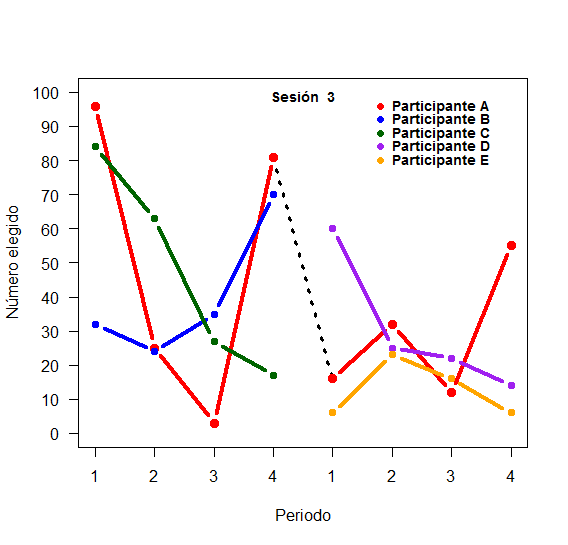 Sesión 3
Participante A
Participante B
Participante C
Participante D
Participante E
Número elegido
100
90
80
70
60
50
40
30
20
10
0
1 2 3 4 1 2 3 4
Periodo